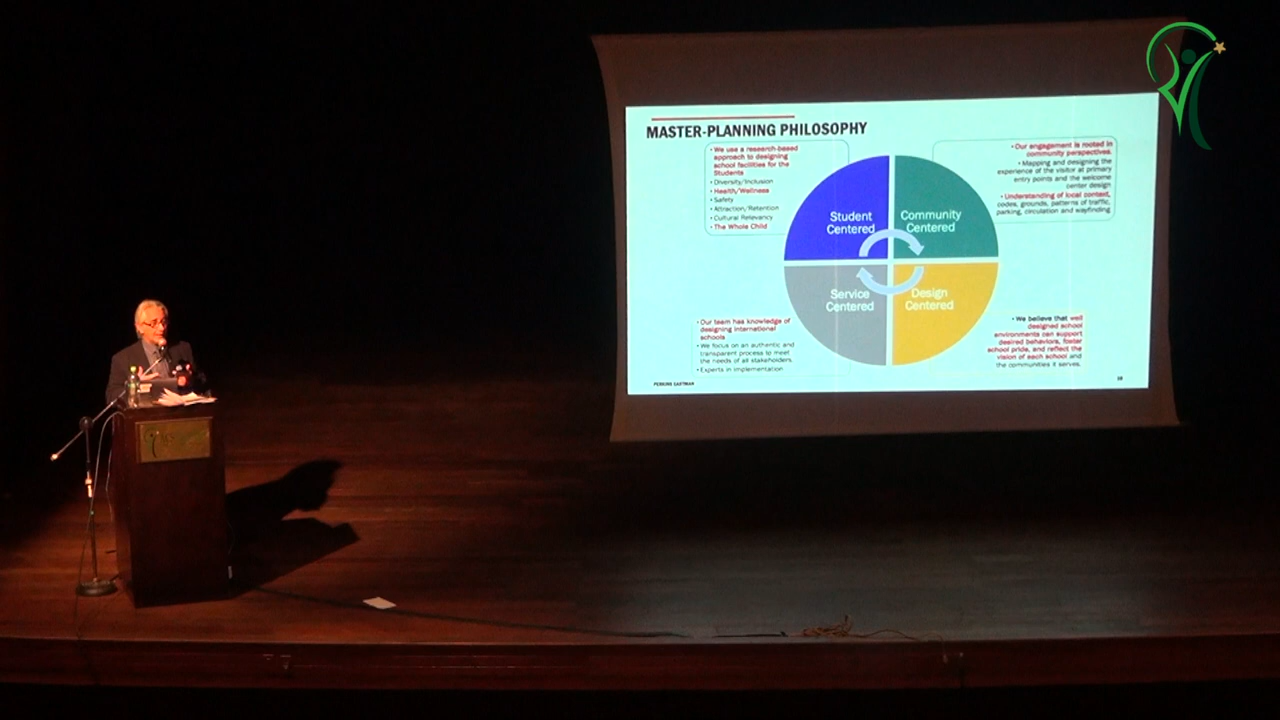 MASTER-PLANNING PHILOSOPHY
• We use a research-based
approach to designing
school facilities for the
Students
• Diversity/Inclusion
• Health/Wellness
• Safety
• Attraction/Retention
• Cultural Relevancy
• The Whole Child
• Our engagement is rooted in
community perspectives.
• Mapping and designing the
experience of the visitor at primary
entry points and the welcome
center design
• Understanding of local context,
codes, grounds, patterns of traffic,
parking, circulation and wayfinding
Student
Centered
Community
Centered
Service
Centered
Design
Centered
• Our team has knowledge of
designing international
schools
• We focus on an authentic and
transparent process to meet
the needs of all stakeholders.
• Experts in implementation
• We believe that well
designed school
environments can support
desired behaviors, foster
school pride, and reflect the
vision of each school and
the communities it serves.
PERKINS EASTMAN